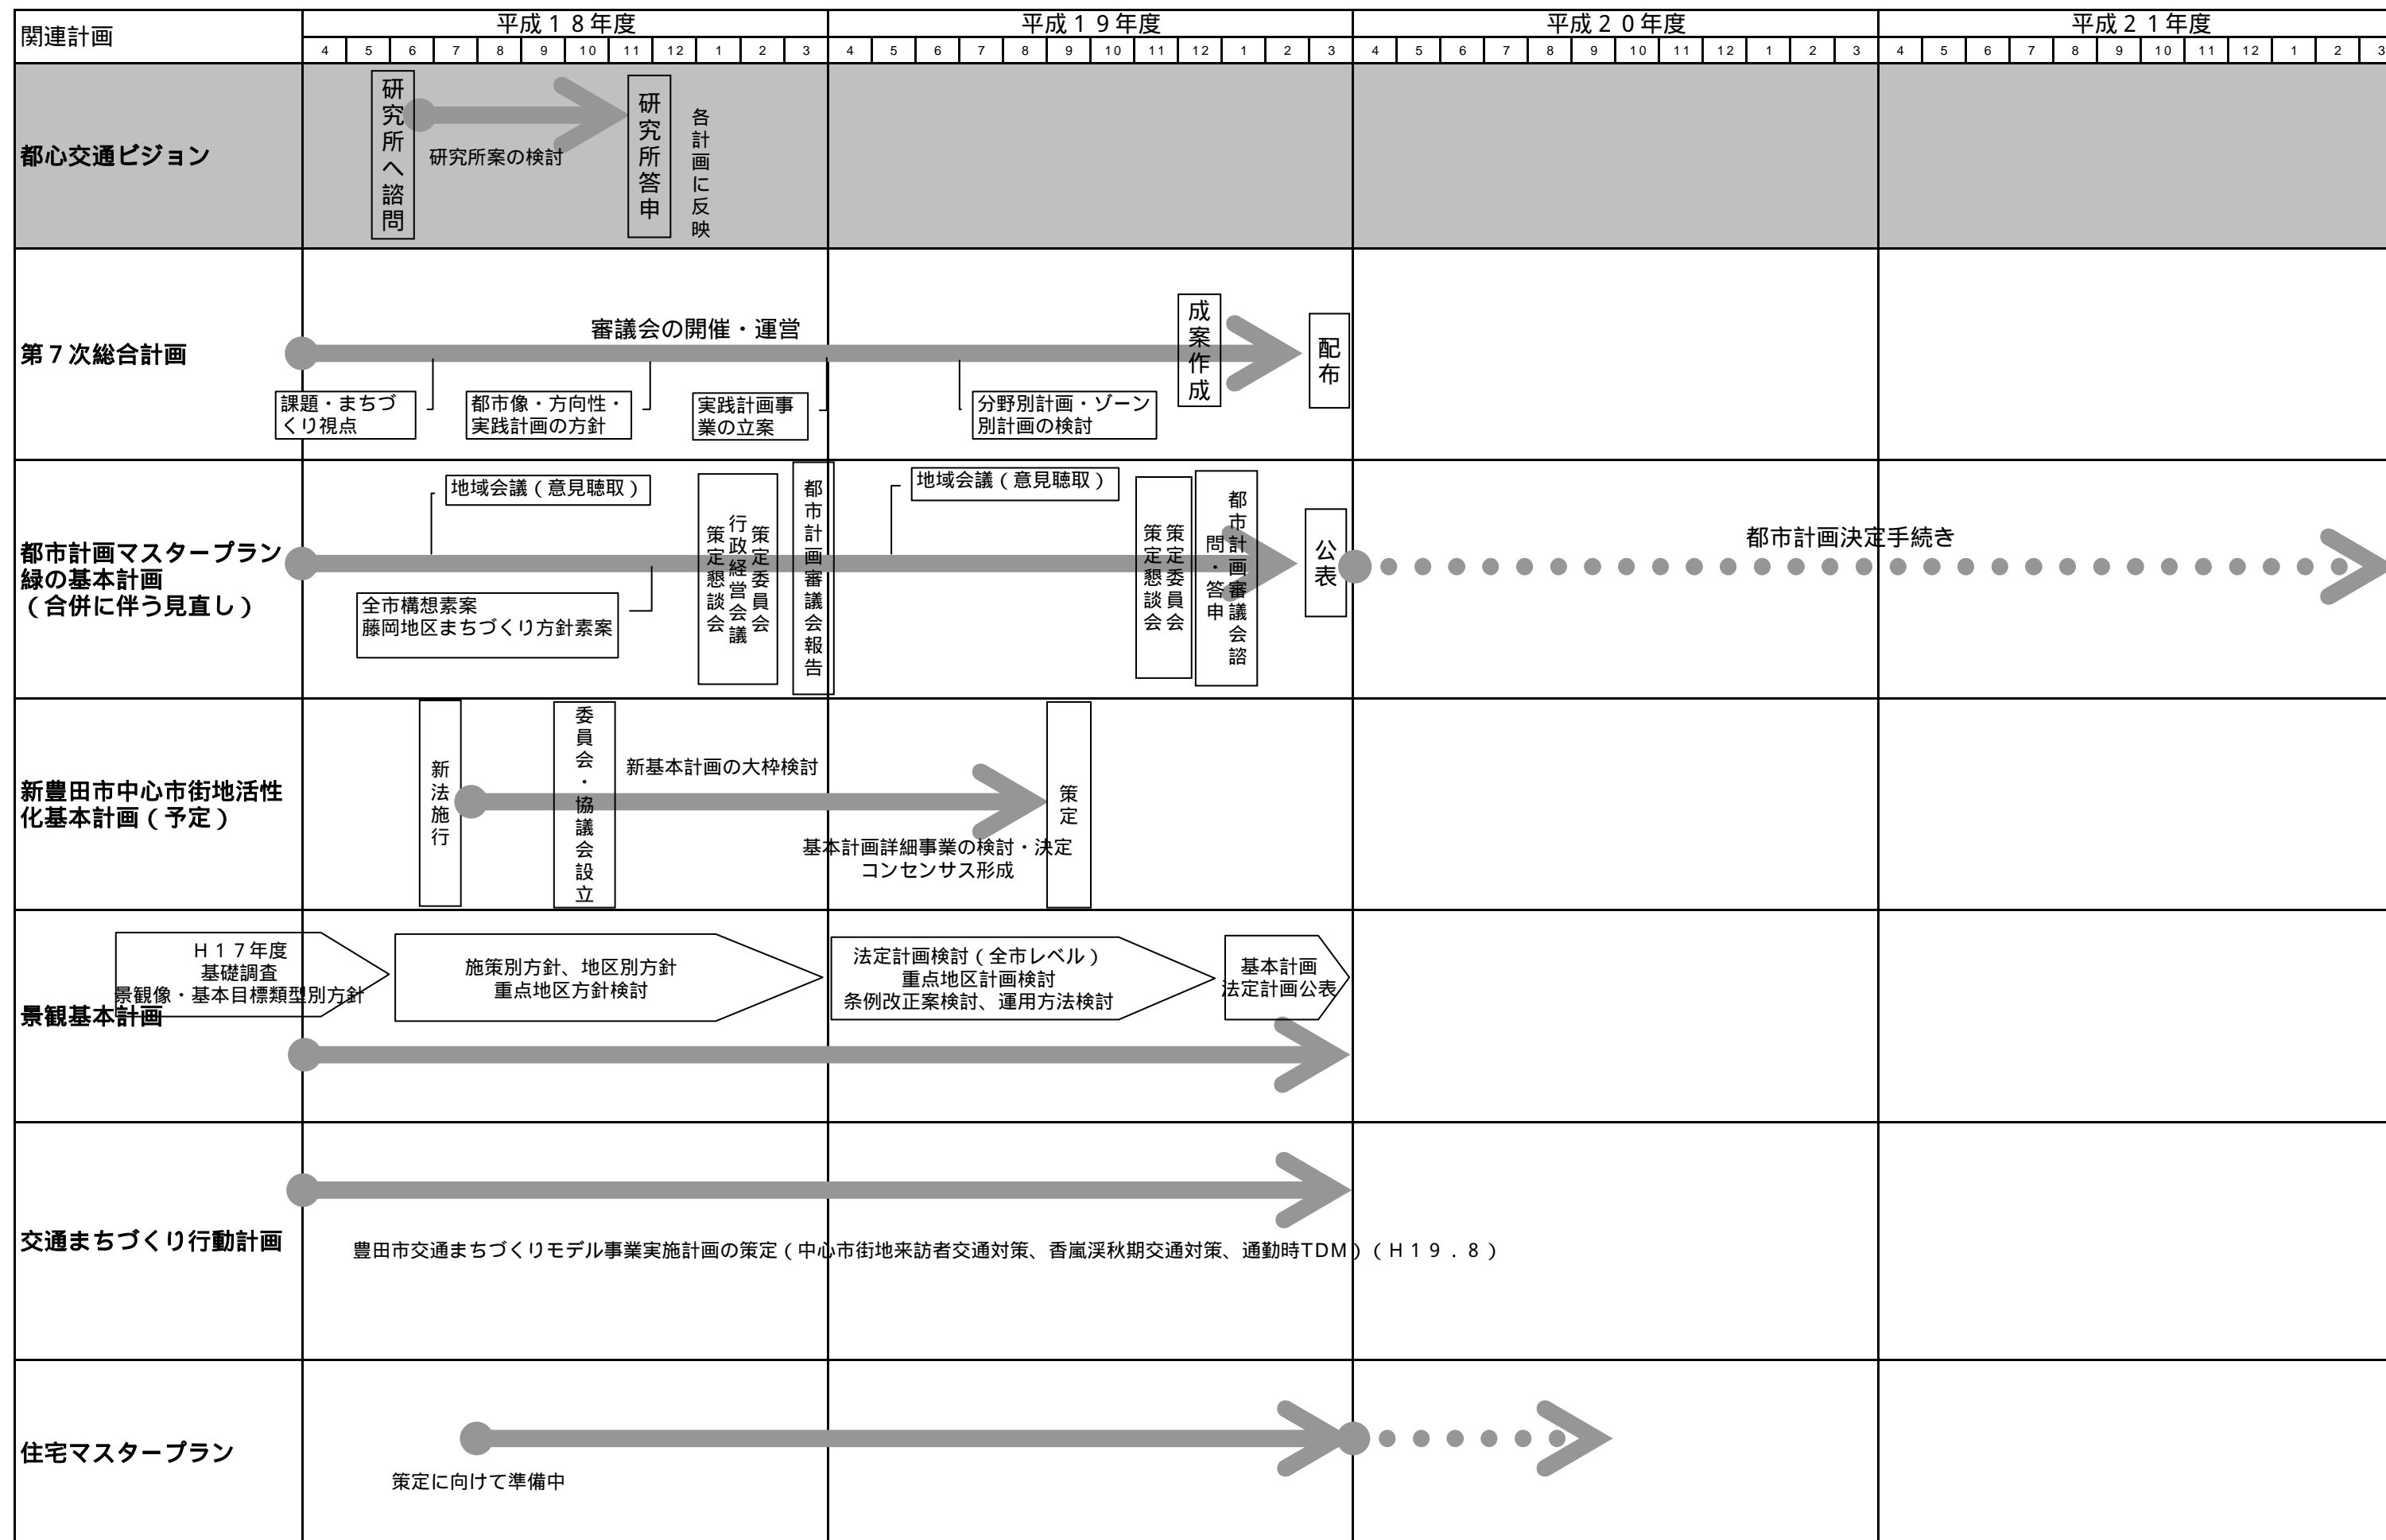 関連計画
平成１８年度
平成１９年度
平成２０年度
平成２１年度
4 5 6 7 8 9 10 11 12 1 2 3 4 5 6 7 8 9 10 11 12 1 2 3 4 5 6 7 8 9 10 11 12 1 2 3 4 5 6 7 8 9 10 11 12 1 2 3
都心交通ビジョン
研究所へ諮問
研究所案の検討
研究所答申
各計画に反映
第７次総合計画
審議会の開催・運営
課題・まちづ
くり視点
都市像・方向性・
実践計画の方針
実践計画事
業の立案
分野別計画・ゾーン
別計画の検討
成案作成
配布
都市計画マスタープラン
緑の基本計画
（合併に伴う見直し）
地域会議（意見聴取）
全市構想素案
藤岡地区まちづくり方針素案
策定委員会
行政経営会議
策定懇談会
都市計画審議会報告
地域会議（意見聴取）
策定委員会
策定懇談会
都市計画審議会諮
問・答申
公表
都市計画決定手続き
新豊田市中心市街地活性
化基本計画（予定）
新法施行
委員会・協議会設立
新基本計画の大枠検討
基本計画詳細事業の検討・決定
コンセンサス形成
策定
景観基本計画
Ｈ１７年度
基礎調査
景観像・基本目標類型別方針
施策別方針、地区別方針
重点地区方針検討
法定計画検討（全市レベル）
重点地区計画検討
条例改正案検討、運用方法検討
基本計画
法定計画公表
交通まちづくり行動計画
豊田市交通まちづくりモデル事業実施計画の策定（中心市街地来訪者交通対策、香嵐渓秋期交通対策、通勤時TDM）（Ｈ１９．８）
住宅マスタープラン
策定に向けて準備中